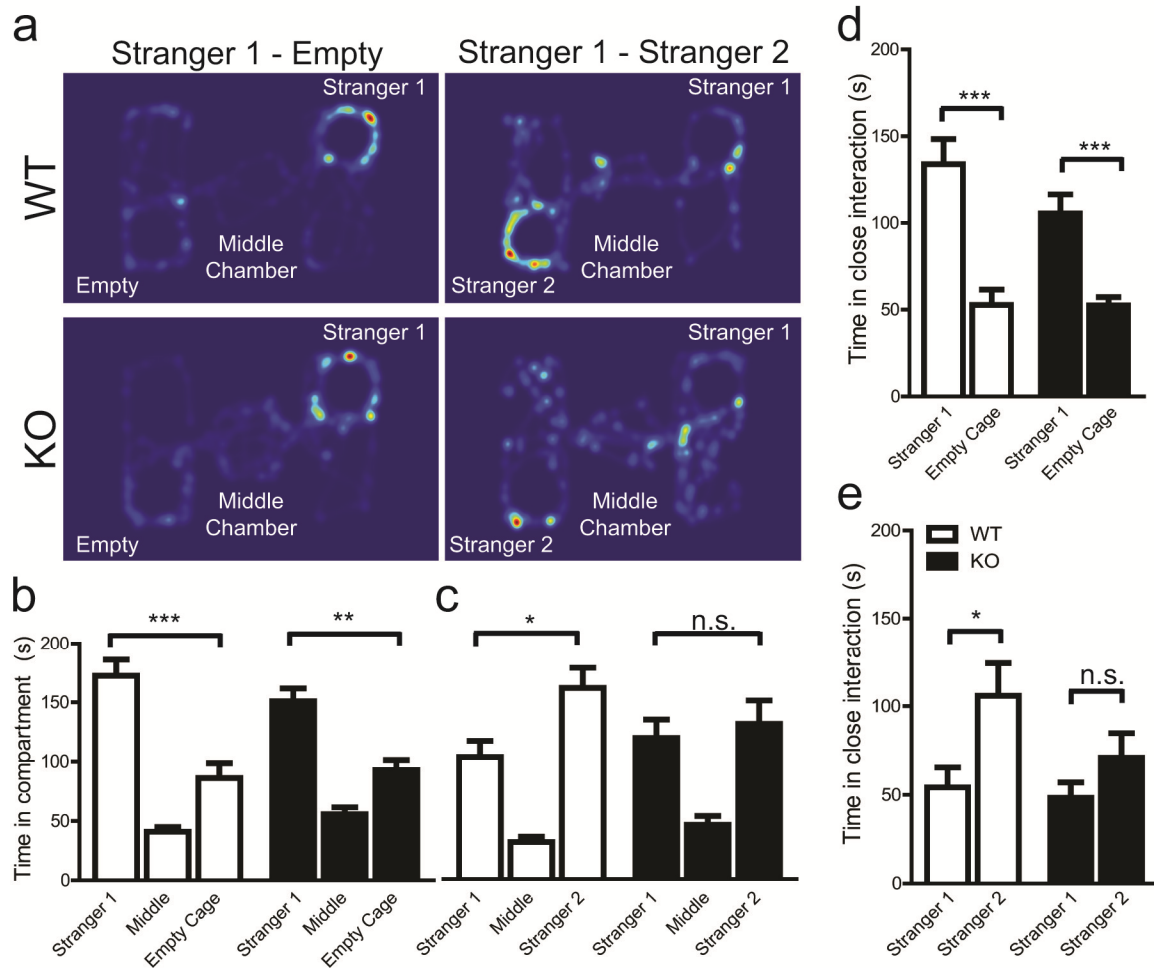 a
Stranger 1 - Empty
Stranger 1 - Stranger 2
WT
Stranger 1
Middle
Chamber
Empty
Stranger 1
Middle
Chamber
Stranger 2
KO
Stranger 1
Middle
Chamber
Empty
Stranger 1
Middle
Chamber
Stranger 2
b
Time in compartment (s)
200
150
100
50
0
***
**
Stranger 1
Middle
Empty Cage
Stranger 1
Middle
Empty Cage
c
*
n.s.
Stranger 1
Middle
Stranger 2
Stranger 1
Middle
Stranger 2
d
Time in close interaction (s)
200
150
100
50
0
***
***
Stranger 1
Empty Cage
Stranger 1
Empty Cage
e
Time in close interaction (s)
200
150
100
50
0
WT
KO
*
n.s.
Stranger 1
Stranger 2
Stranger 1
Stranger 2